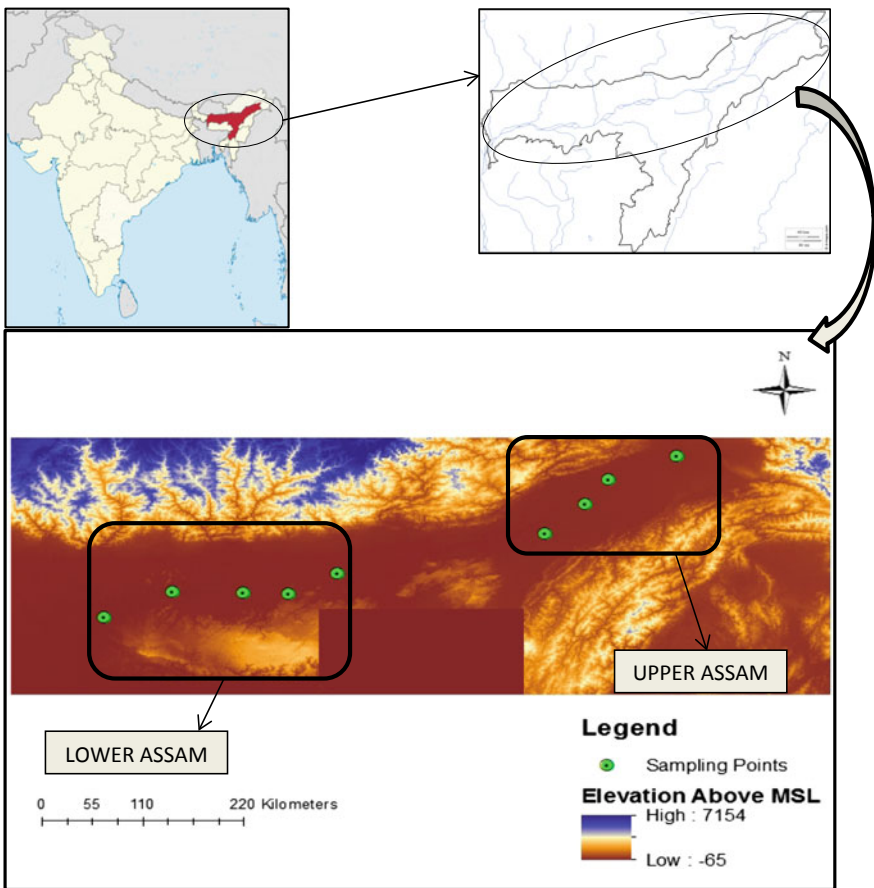 N
UPPER ASSAM
LOWER ASSAM
Legend
Sampling Points
Elevation Above MSL
High : 7154
Low : -65
0 55 110 220 Kilometers